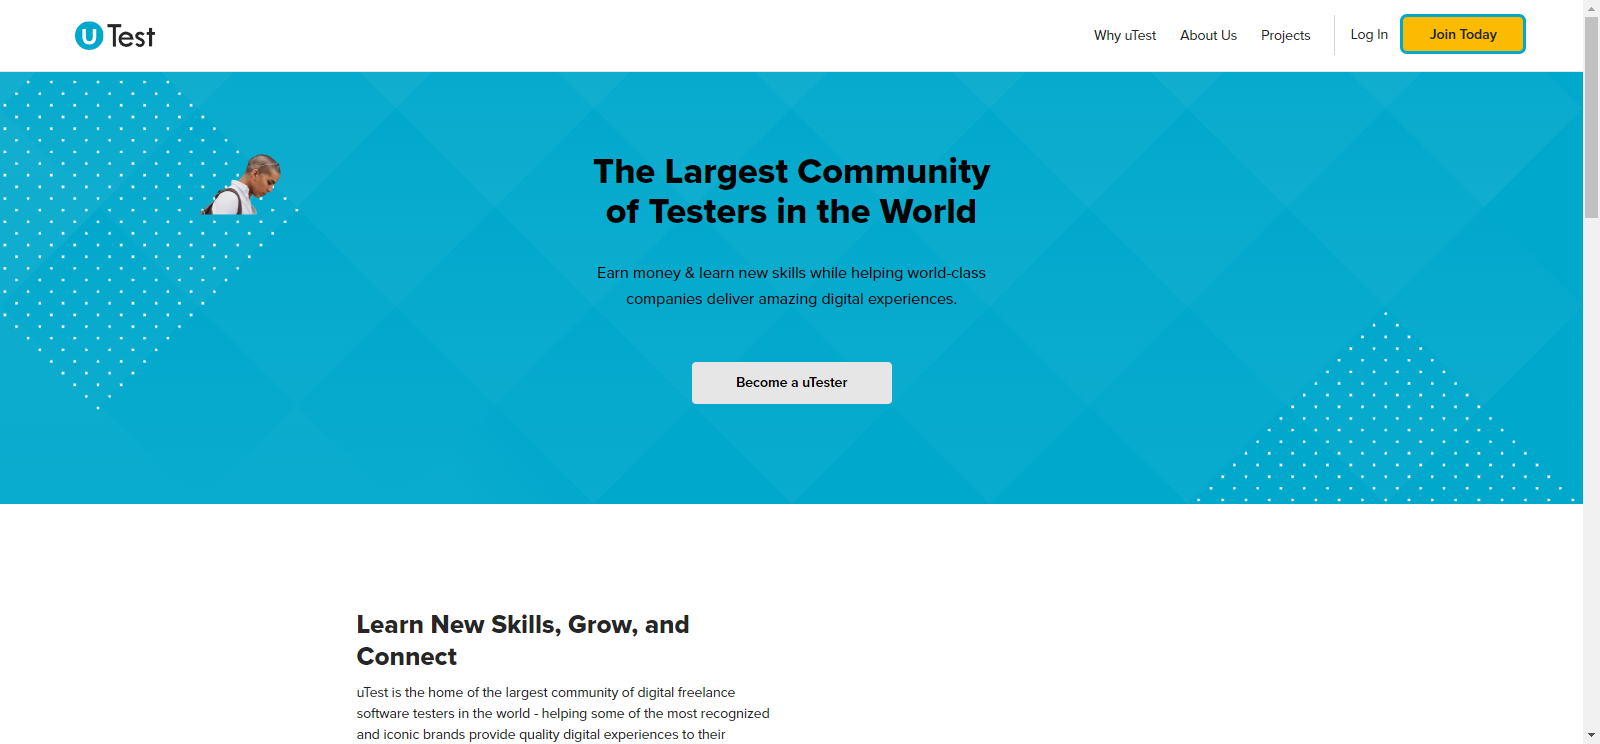 uTest
Why uTest
About Us
Projects
Log In
Join Today
The Largest Community
of Testers in the World
Earn money & learn new skills while helping world-class
companies deliver amazing digital experiences.
Become a uTester
Learn New Skills, Grow, and
Connect
uTest is the home of the largest community of digital freelance
software testers in the world - helping some of the most recognized
and iconic brands provide quality digital experiences to their